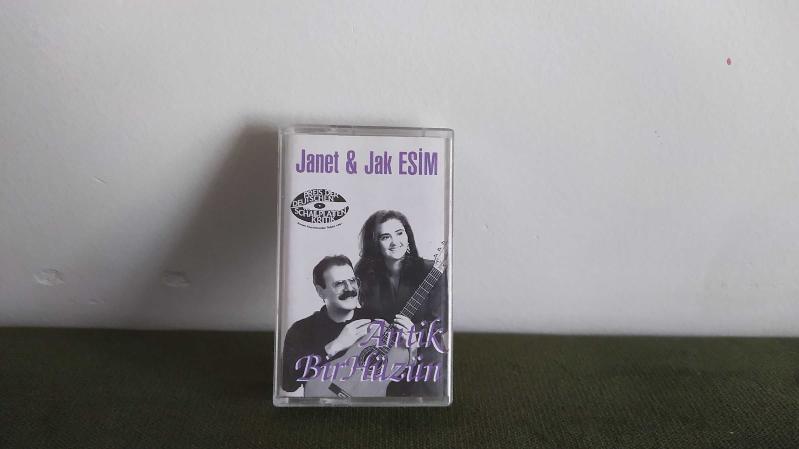 Janet & Jak ESİM
PREIS DER
DEUTSCHEN
SCHALLPLATTEN
KRITIK
Antik
Bir Hüzün